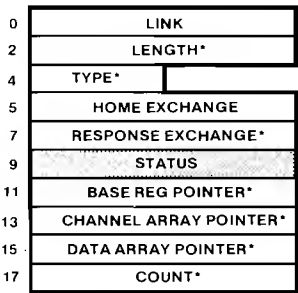 0 LINK
2 LENGTH*
4 TYPE*
5 HOME EXCHANGE
7 RESPONSE EXCHANGE*
9 STATUS
11 BASE REG POINTER*
13 CHANNEL ARRAY POINTER*
15 DATA ARRAY POINTER*
17 COUNT*